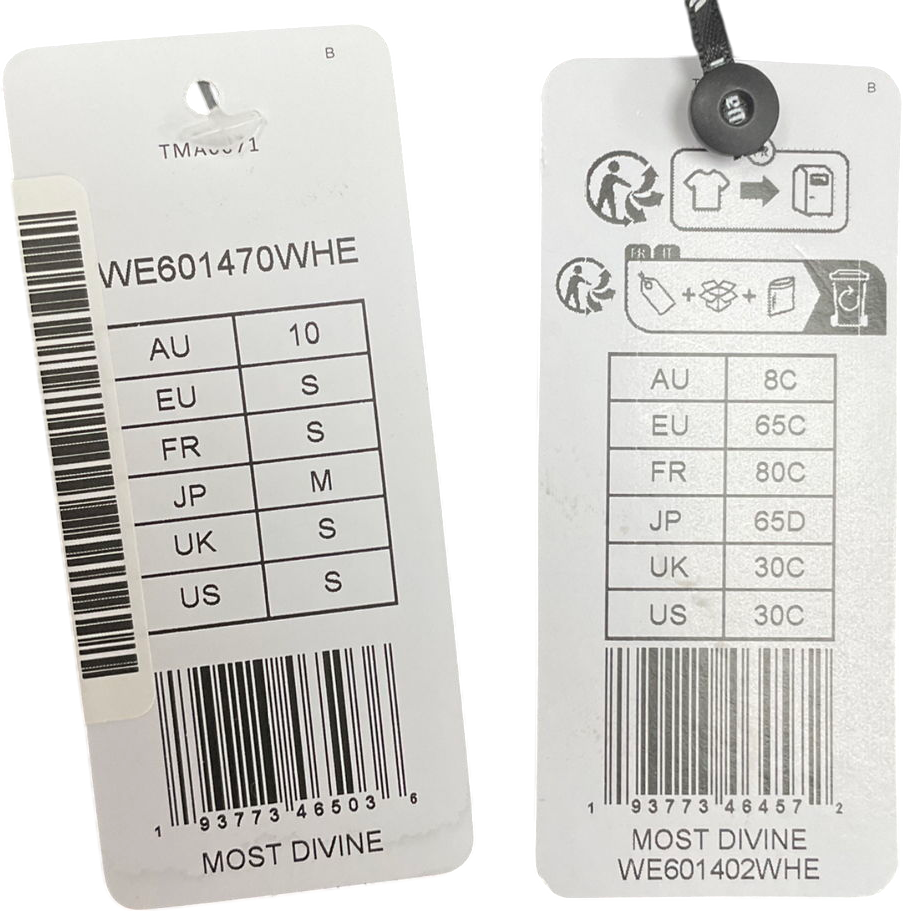 B
WE601470WHE
AU 10
EU S
FR S
JP M
UK S
US S
1 93773 46503 6
MOST DIVINE
B
FR IT
AU 8C
EU 65C
FR 80C
JP 65D
UK 30C
US 30C
1 93773 46457 2
MOST DIVINE
WE601402WHE